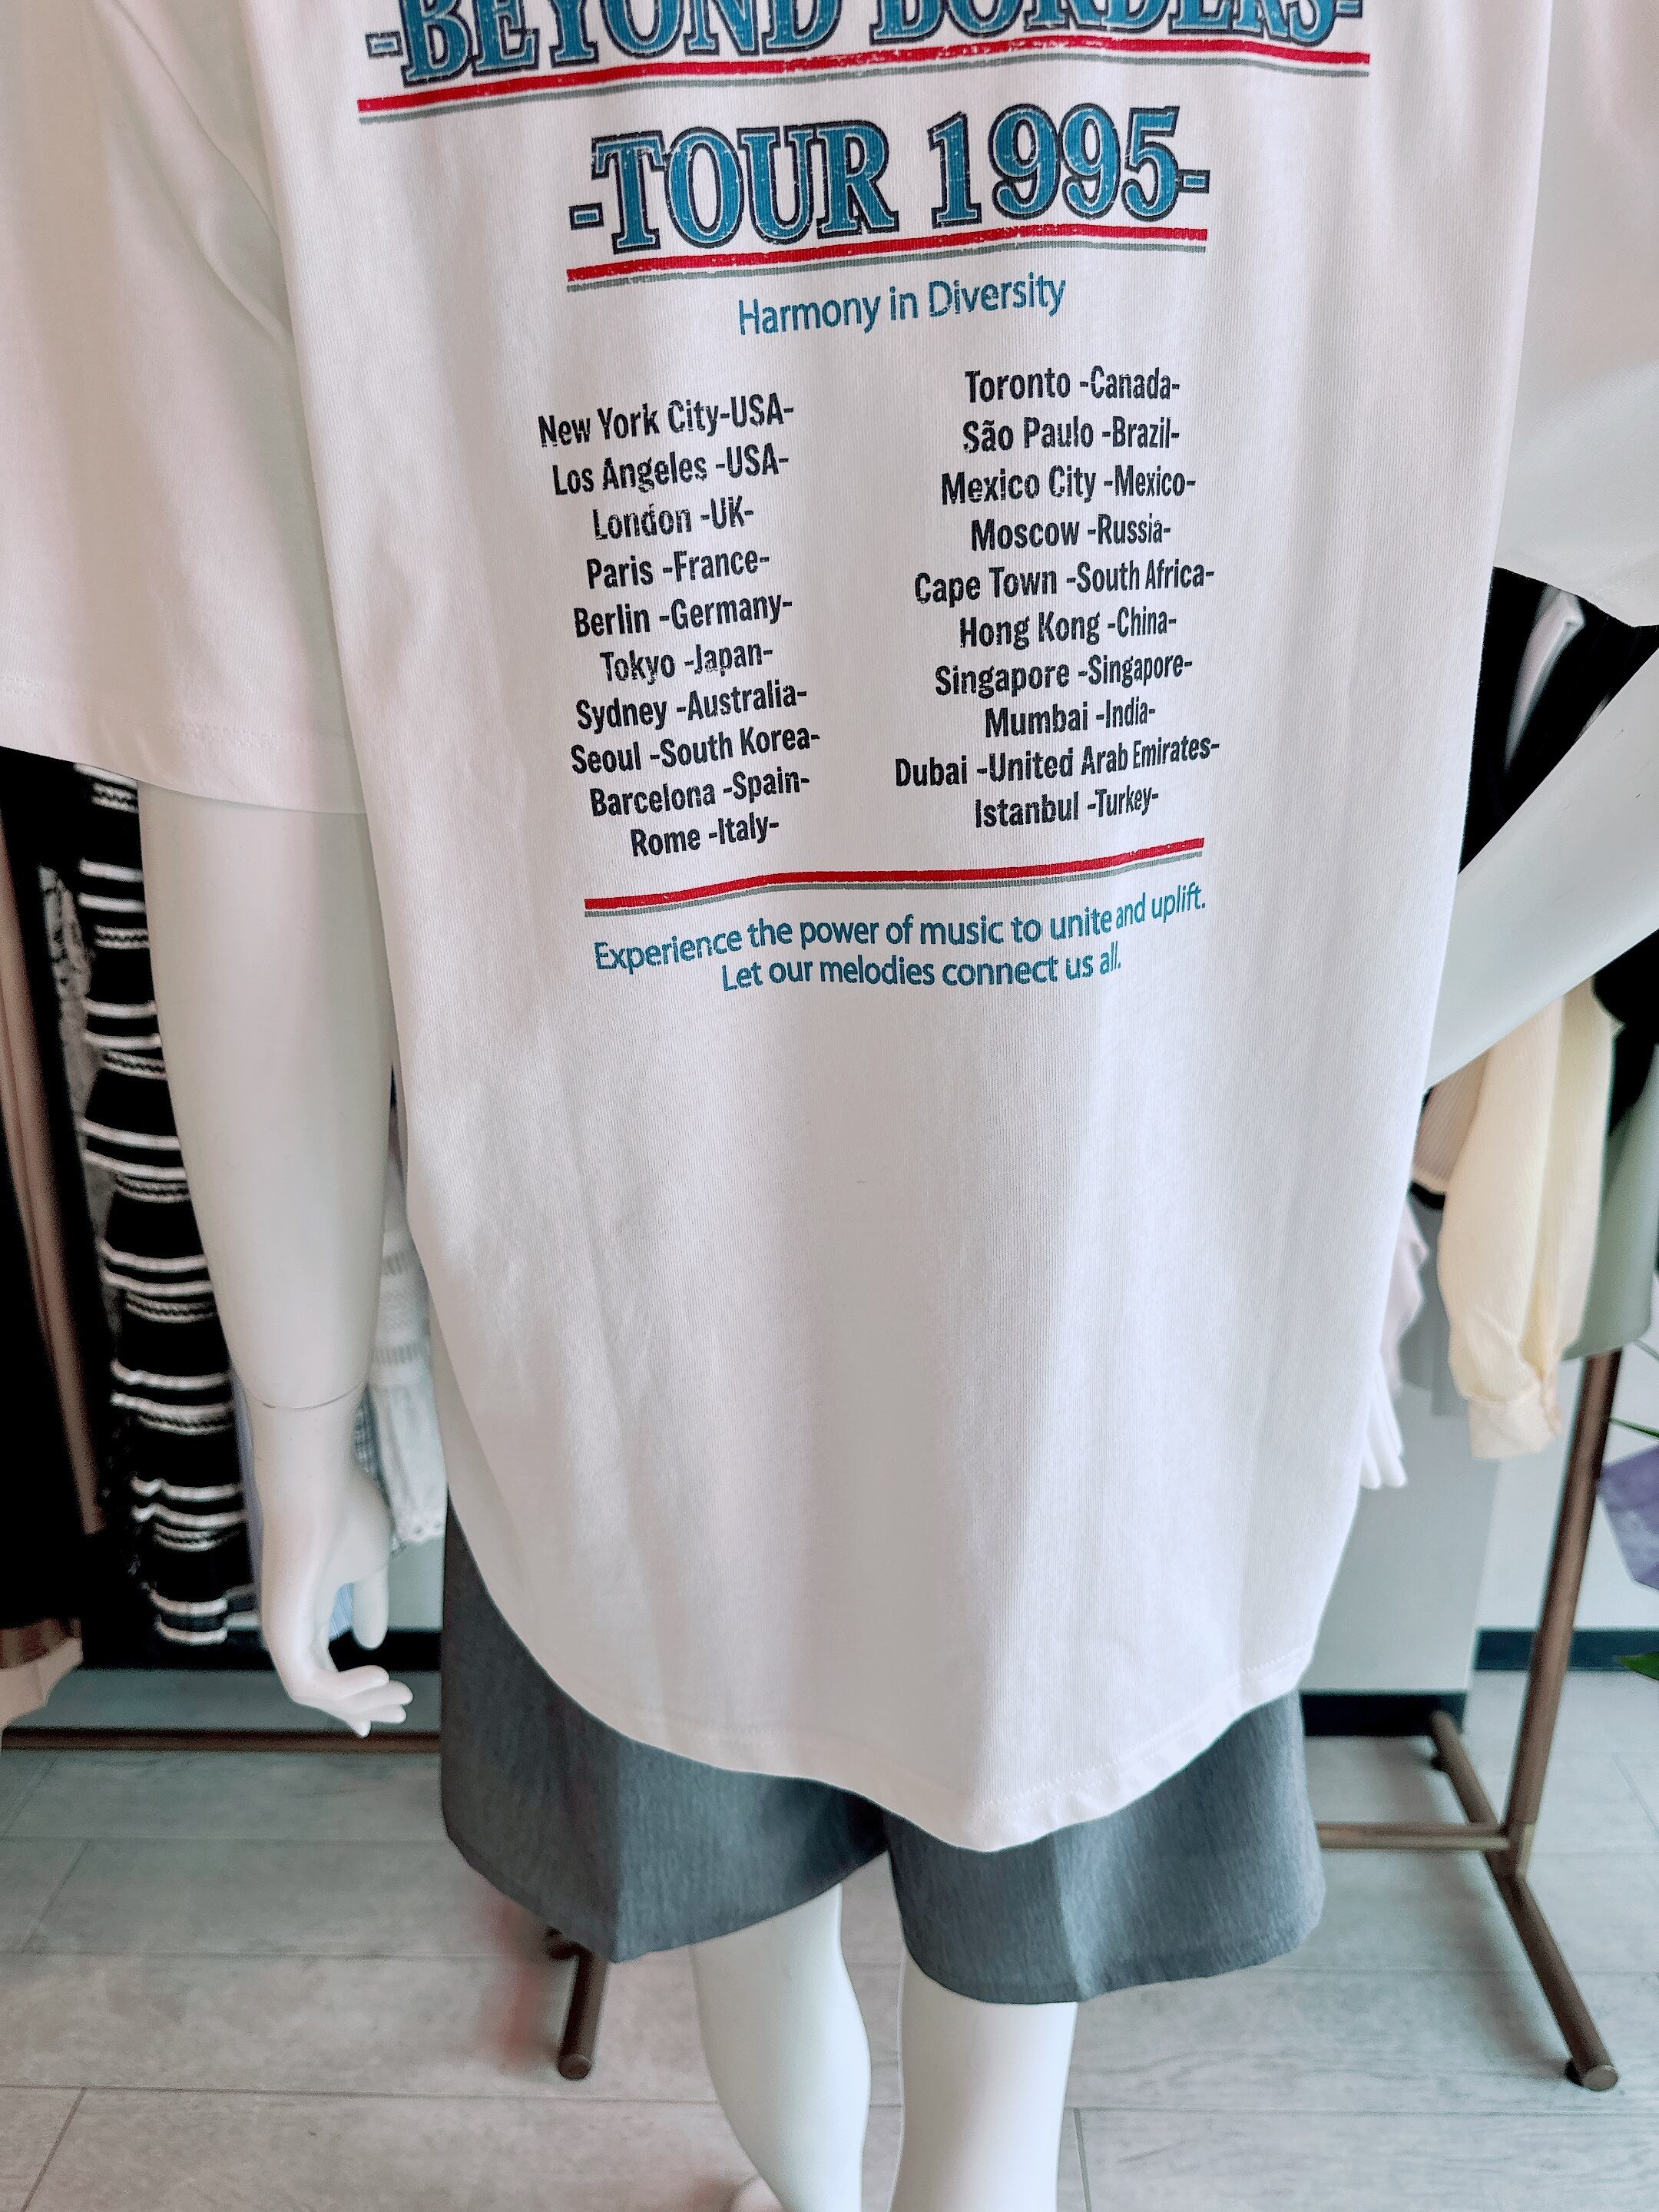 -BEYOND BORDERS-
-TOUR 1995-
Harmony in Diversity
New York City-USA-
Los Angeles -USA-
London -UK-
Paris -France-
Berlin -Germany-
Tokyo -Japan-
Sydney -Australia-
Seoul -South Korea-
Barcelona -Spain-
Rome -Italy-
Toronto -Canada-
São Paulo -Brazil-
Mexico City -Mexico-
Moscow -Russia-
Cape Town -South Africa-
Hong Kong -China-
Singapore -Singapore-
Mumbai -India-
Dubai -United Arab Emirates-
Istanbul -Turkey-
Experience the power of music to unite and uplift.
Let our melodies connect us all.